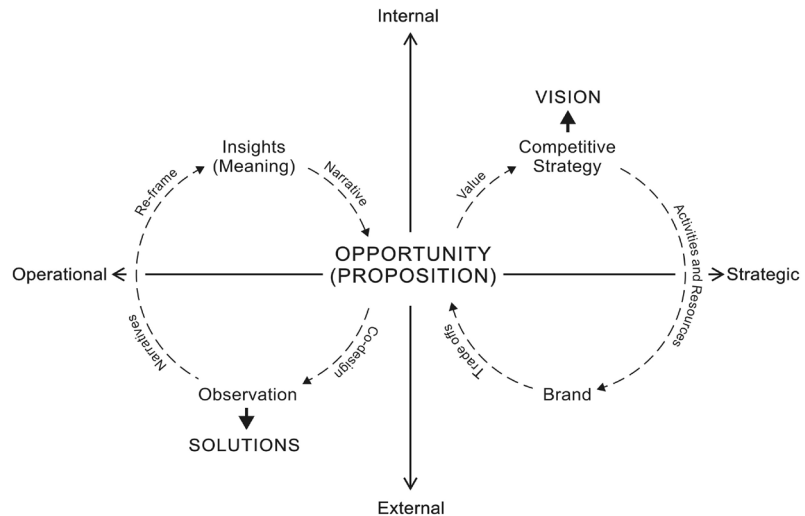 Internal
VISION
Insights
(Meaning)
Competitive
Strategy
Re-frame
Narrative
Value
Activities and Resources
OPPORTUNITY
(PROPOSITION)
Operational
Strategic
Narratives
Co-design
Trade offs
Observation
Brand
SOLUTIONS
External